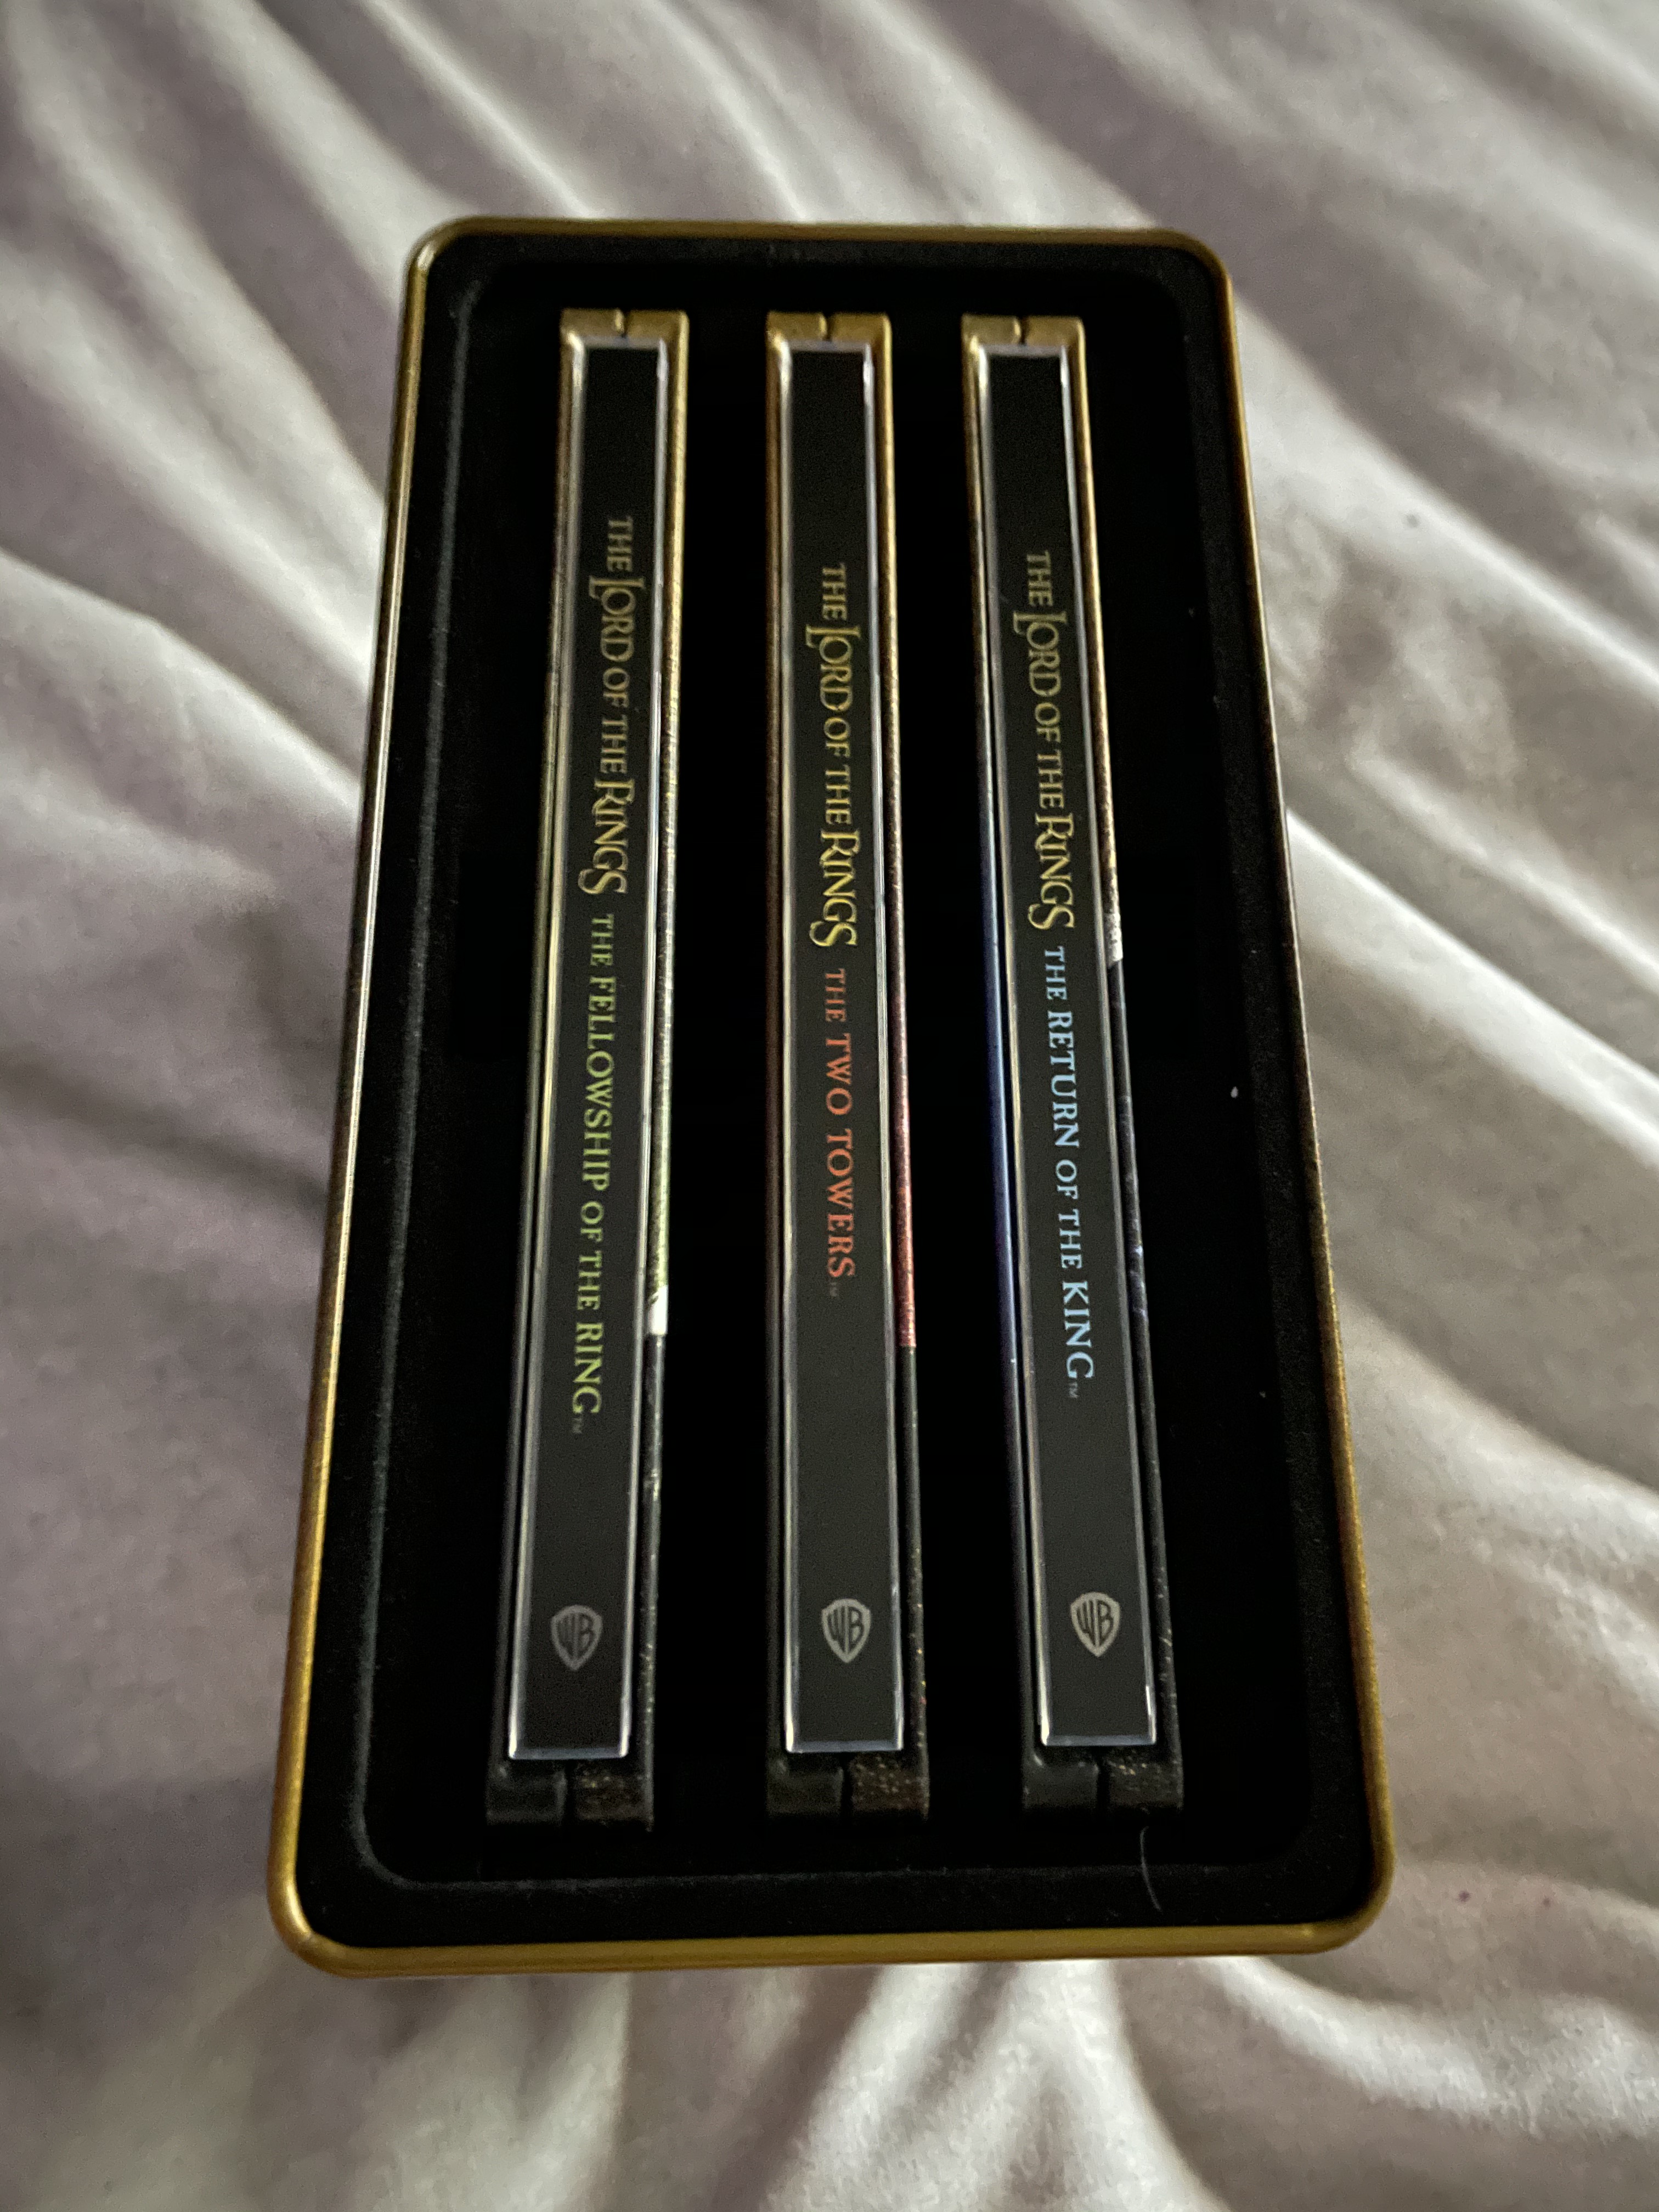 THE LORD OF THE RINGS THE FELLOWSHIP OF THE RING™
WB
THE LORD OF THE RINGS THE TWO TOWERS™
WB
THE LORD OF THE RINGS THE RETURN OF THE KING™
WB